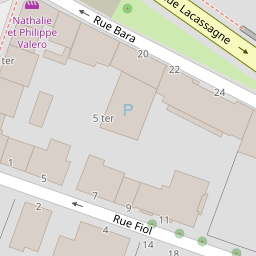 Nathalie
et Philippe
Valero
Rue Bara
de Lacassagne
20
22
24
ter
P
5 ter
1
5
7
9
11
2
Rue Fiol
14
16
18